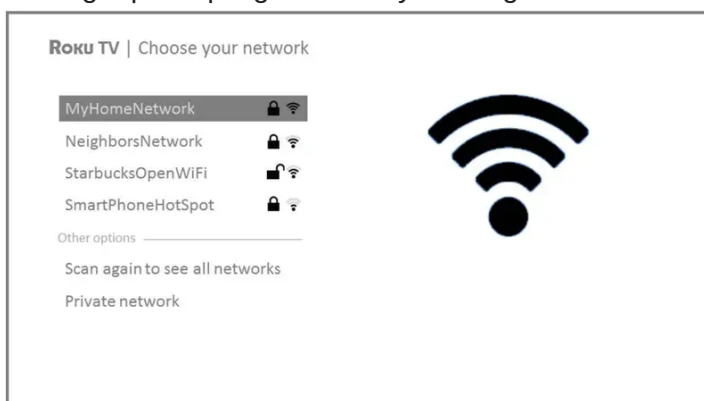 Roku TV | Choose your network
MyHomeNetwork
NeighborsNetwork
StarbucksOpenWiFi
SmartPhoneHotSpot
Other options
Scan again to see all networks
Private network